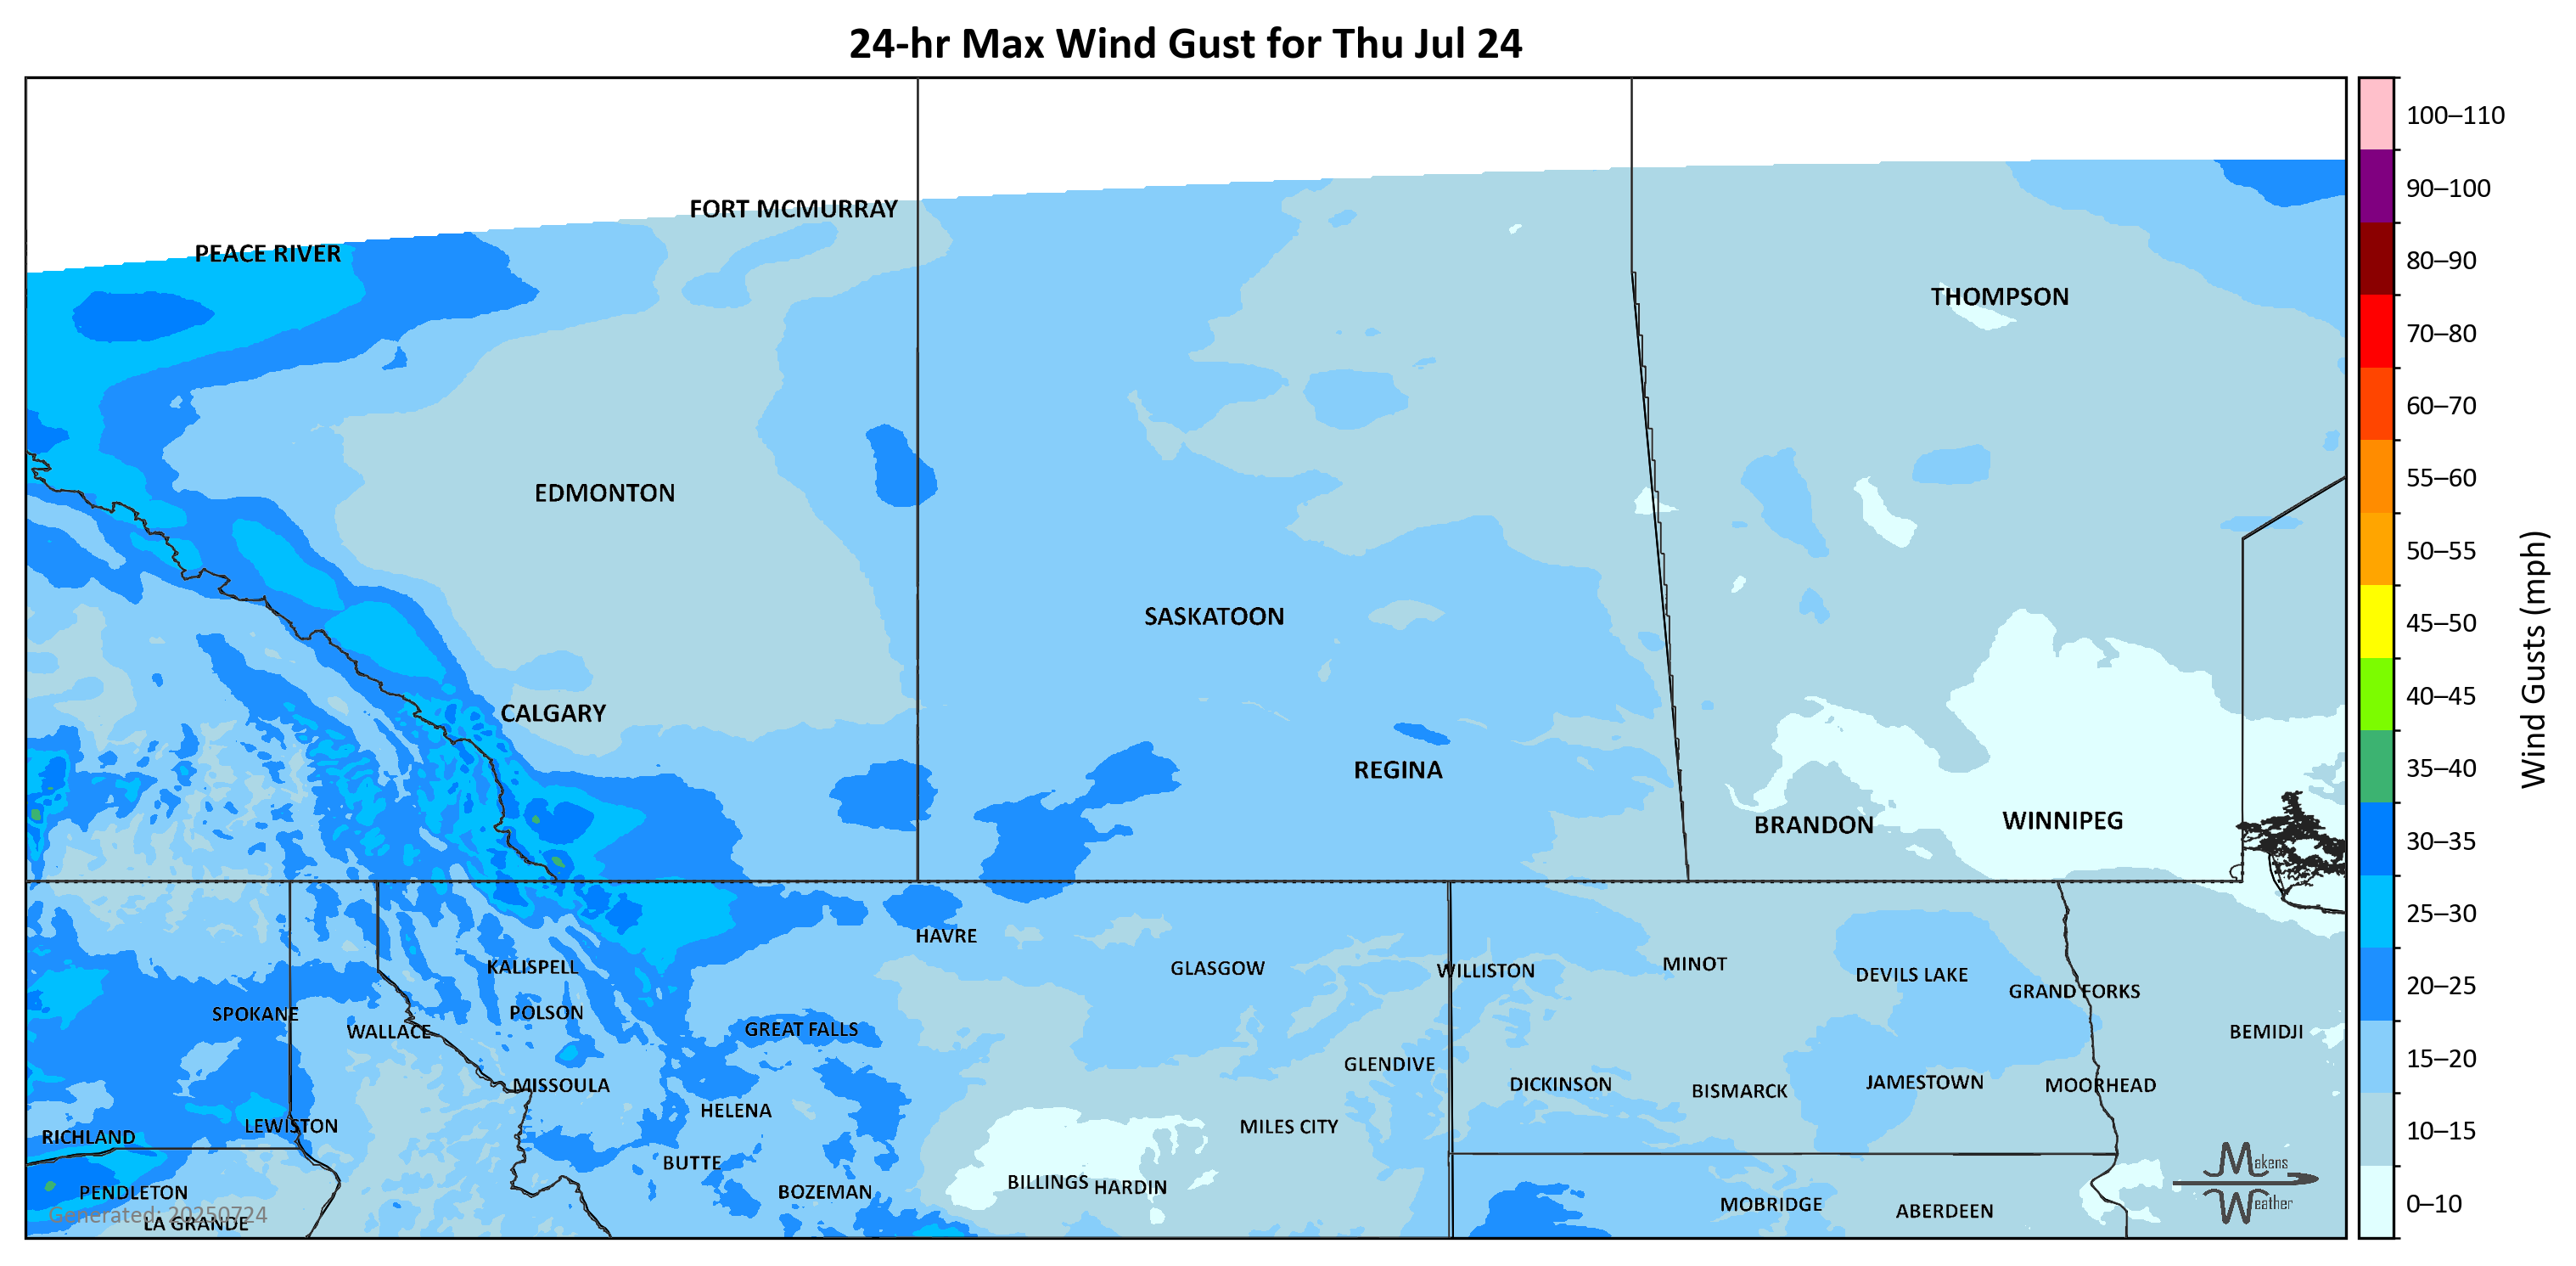 24-hr Max Wind Gust for Thu Jul 24
100–110
90–100
80–90
70–80
60–70
55–60
50–55
45–50
40–45
35–40
30–35
25–30
20–25
15–20
10–15
0–10
Wind Gusts (mph)
FORT MCMURRAY
PEACE RIVER
THOMPSON
EDMONTON
SASKATOON
CALGARY
REGINA
WINNIPEG
BRANDON
HAVRE
KALISPELL
GLASGOW
WILLISTON
MINOT
DEVILS LAKE
GRAND FORKS
SPOKANE
POLSON
WALLACE
GREAT FALLS
BEMIDJI
GLENDIVE
MISSOULA
DICKINSON
BISMARCK
JAMESTOWN
MOORHEAD
HELENA
LEWISTON
MILES CITY
RICHLAND
BUTTE
PENDLETON
BOZEMAN
BILLINGS
HARDIN
MOBRIDGE
ABERDEEN
LA GRANDE
Generated: 20250724
Makens
Weather